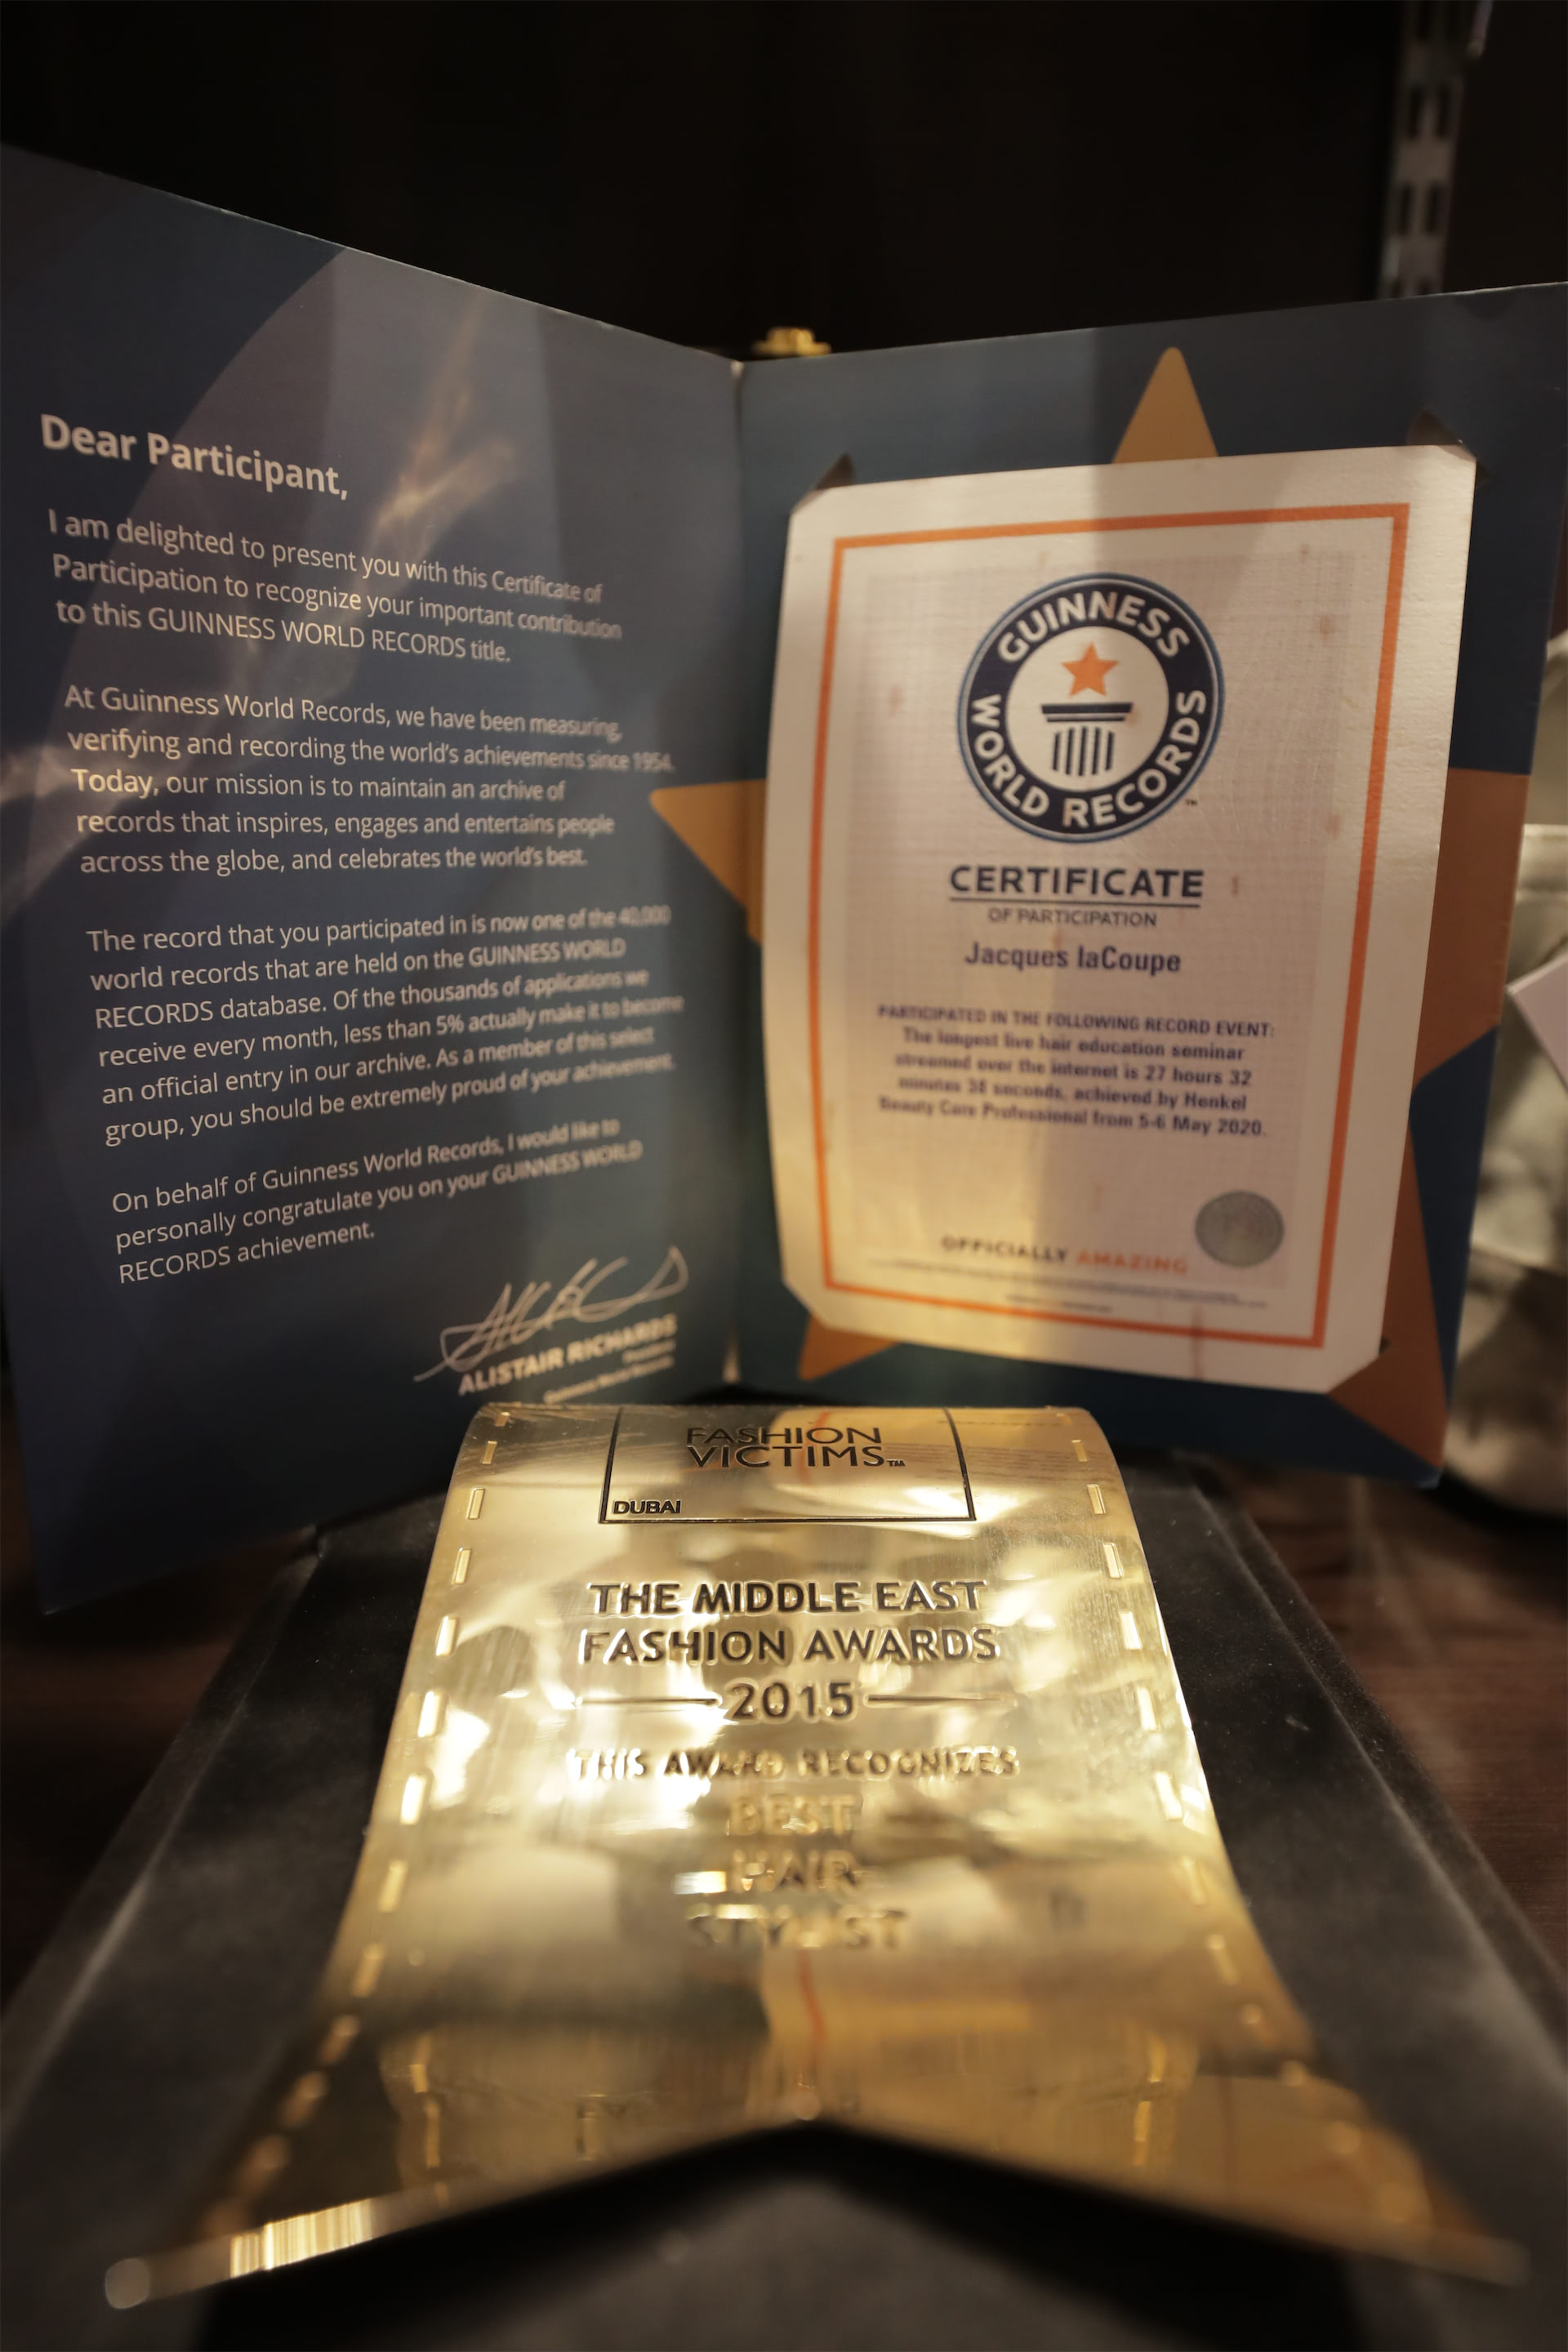 Dear Participant,
I am delighted to present you with this Certificate of
Participation to recognize your important contribution
to this GUINNESS WORLD RECORDS title.
At Guinness World Records, we have been measuring,
verifying and recording the world's achievements since 1954.
Today, our mission is to maintain an archive of
records that inspires, engages and entertains people
across the globe, and celebrates the world's best.
The record that you participated in is now one of the 40,000
world records that are held on the GUINNESS WORLD
RECORDS database. Of the thousands of applications we
receive every month, less than 5% actually make it to become
an official entry in our archive. As a member of this select
group, you should be extremely proud of your achievement.
On behalf of Guinness World Records, I would like to
personally congratulate you on your GUINNESS WORLD
RECORDS achievement.
ALISTAIR RICHARDS
President
Guinness World Records
GUINNESS
WORLD RECORDS
™
CERTIFICATE
OF PARTICIPATION
Jacques laCoupe
PARTICIPATED IN THE FOLLOWING RECORD EVENT:
The longest live hair education seminar
streamed over the internet is 27 hours 32
minutes 38 seconds, achieved by Henkel
Beauty Care Professional from 5-6 May 2020.
OFFICIALLY AMAZING
FASHION
VICTIMS™
DUBAI
THE MIDDLE EAST
FASHION AWARDS
2015
THIS AWARD RECOGNIZES
BEST
HAIR
STYLIST